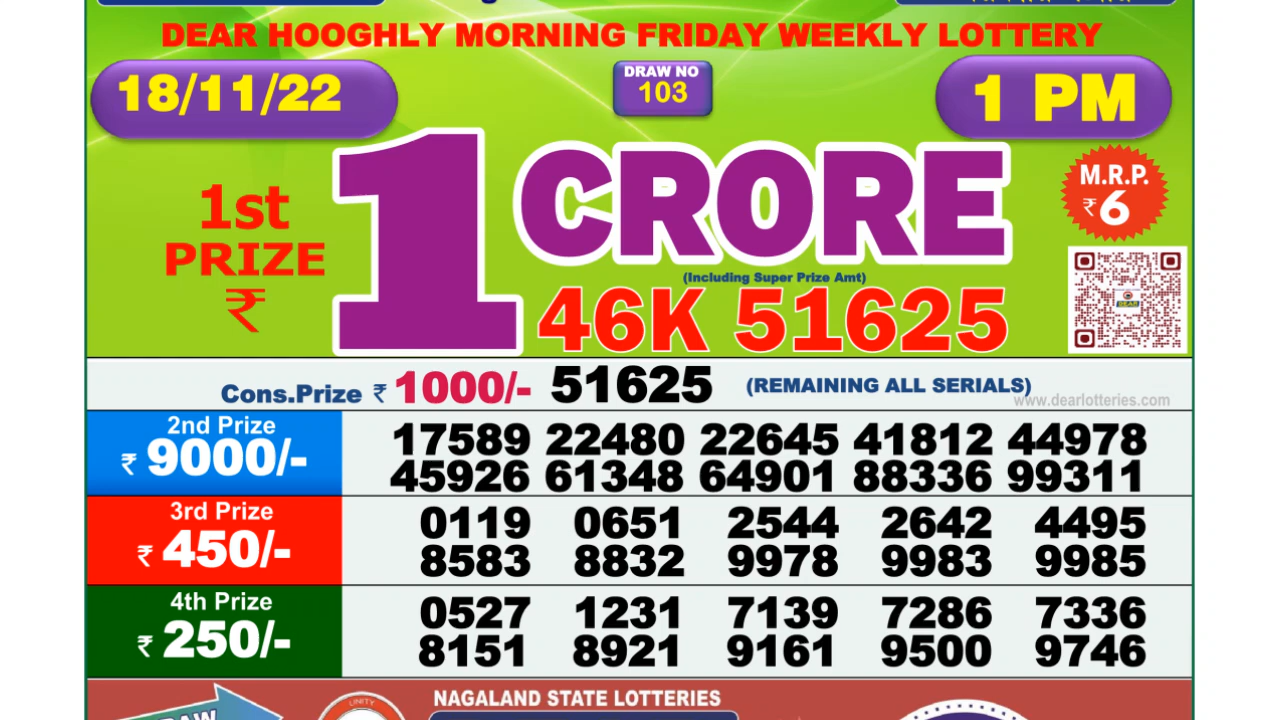 DEAR HOOGHLY MORNING FRIDAY WEEKLY LOTTERY
18/11/22
DRAW NO
103
1 PM
1st
PRIZE
₹
1 CRORE
(Including Super Prize Amt)
46K 51625
M.R.P.
₹6
DEAR
Cons.Prize ₹ 1000/- 51625 (REMAINING ALL SERIALS)
www.dearlotteries.com
2nd Prize
₹ 9000/-
17589 22480 22645 41812 44978
45926 61348 64901 88336 99311
3rd Prize
₹ 450/-
0119 0651 2544 2642 4495
8583 8832 9978 9983 9985
4th Prize
₹ 250/-
0527 1231 7139 7286 7336
8151 8921 9161 9500 9746
NAGALAND STATE LOTTERIES
UNITY